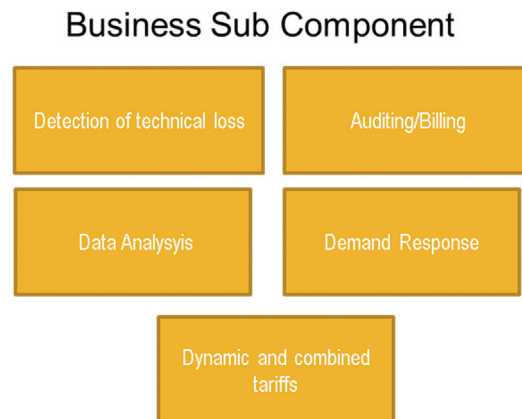 Business Sub Component
Detection of technical loss
Auditing/Billing
Data Analysyis
Demand Response
Dynamic and combined
tariffs